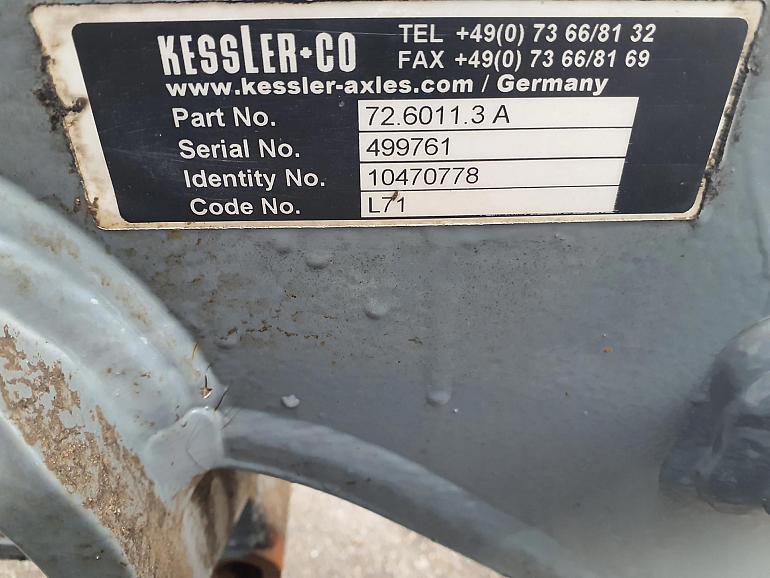 KESSLER+CO
TEL +49(0) 73 66/81 32
FAX +49(0) 73 66/81 69
www.kessler-axles.com / Germany
Part No. 72.6011.3 A
Serial No. 499761
Identity No. 10470778
Code No. L71